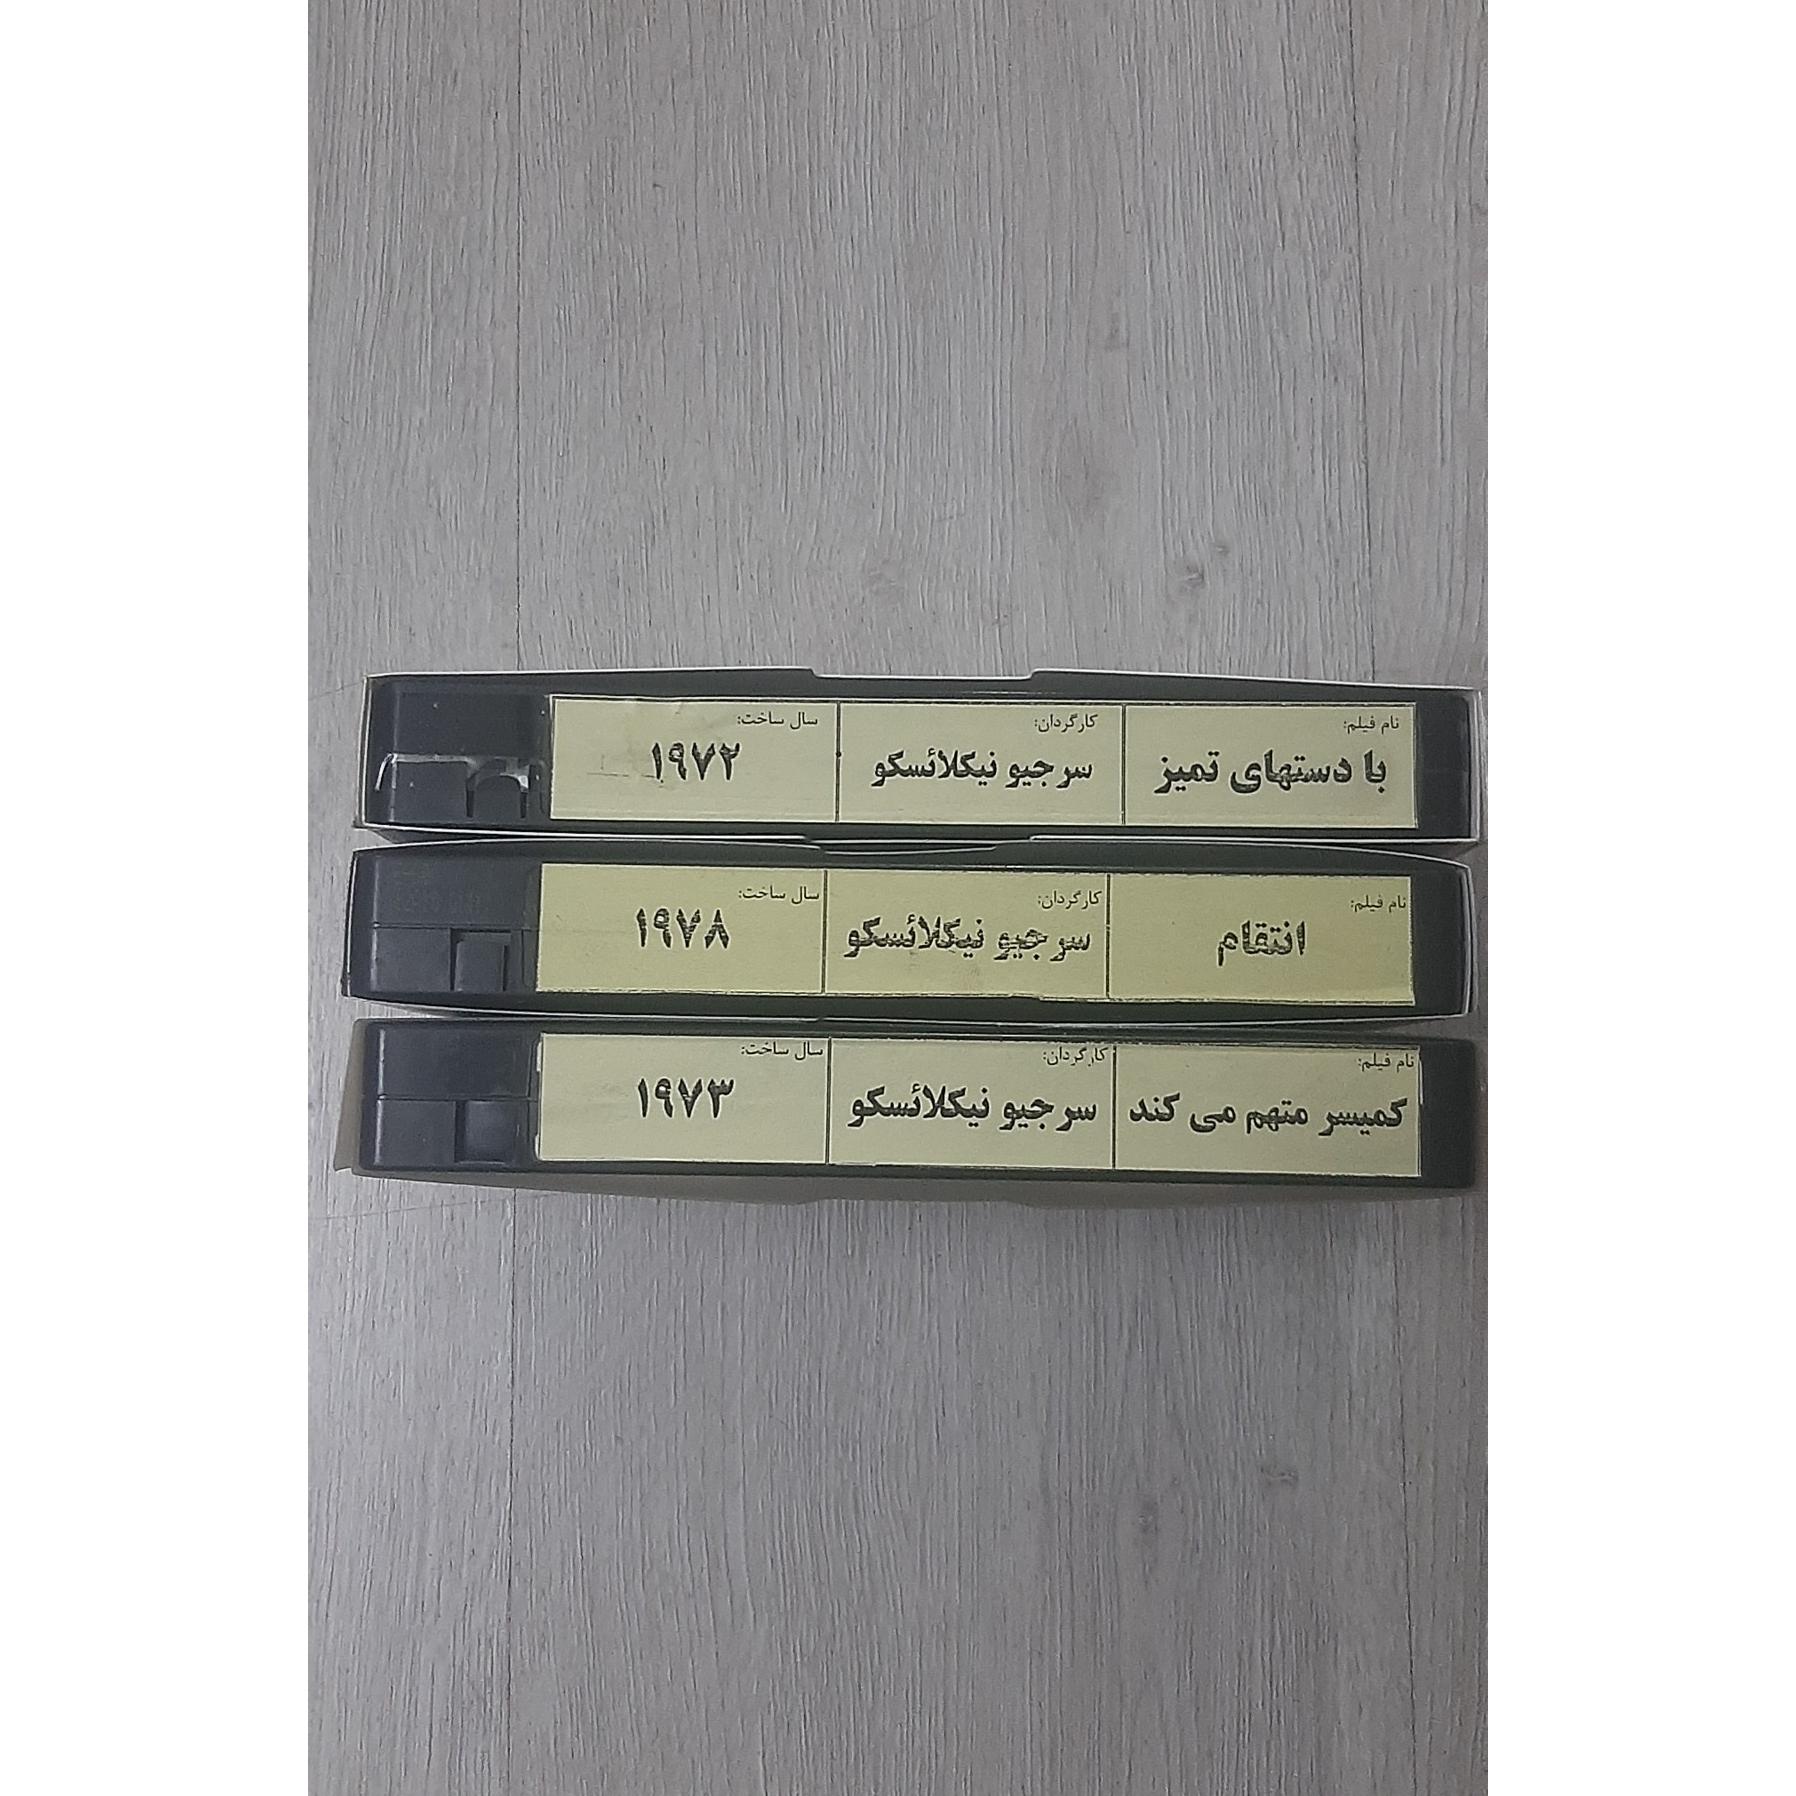 نام فیلم: کارگردان: سال ساخت:
با دستهای تمیز سرجیو نیکلائسکو ۱۹۷۲
نام فیلم: کارگردان: سال ساخت:
انتقام سرجیو نیکلائسکو ۱۹۷۸
نام فیلم: کارگردان: سال ساخت:
کمیسر متهم می کند سرجیو نیکلائسکو ۱۹۷۳